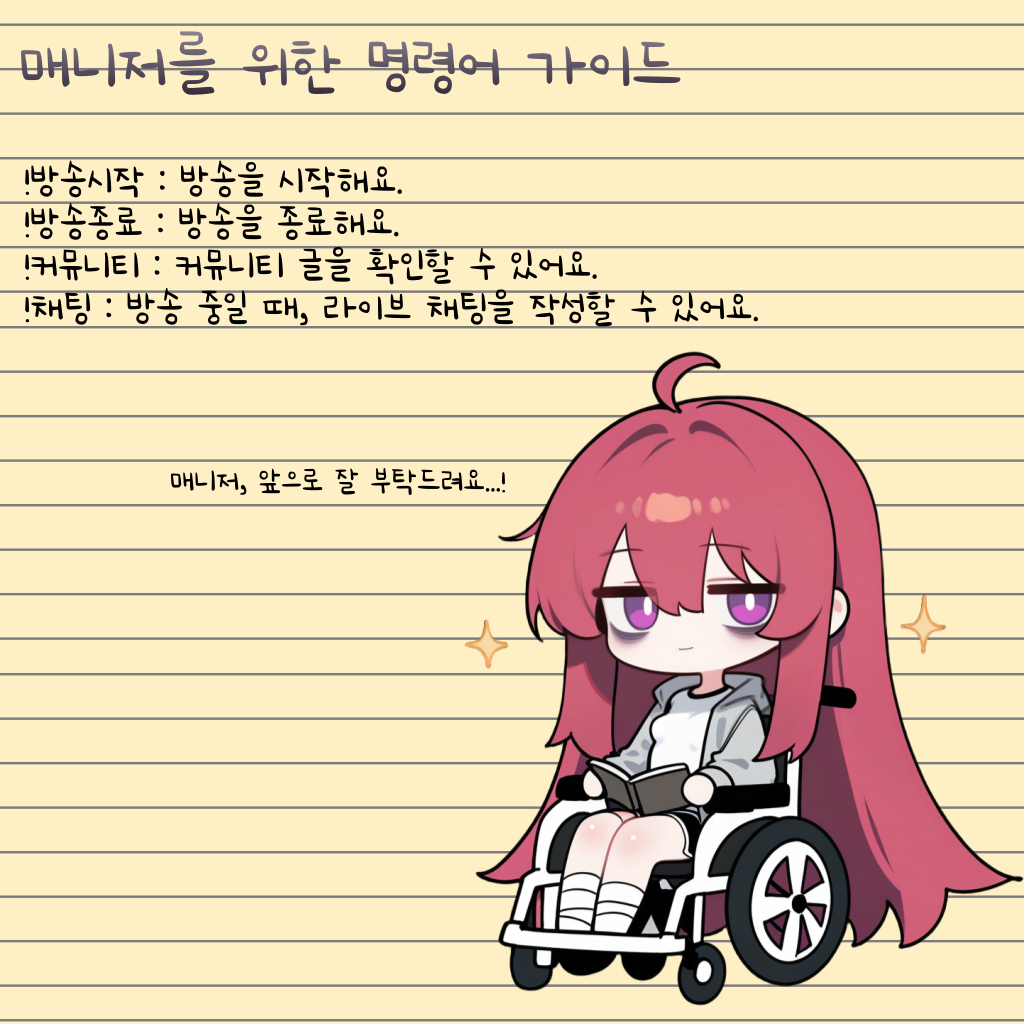 매니저를 위한 명령어 가이드
!방송시작 : 방송을 시작해요.
!방송종료 : 방송을 종료해요.
!커뮤니티 : 커뮤니티 글을 확인할 수 있어요.
!채팅 : 방송 중일 때, 라이브 채팅을 작성할 수 있어요.
매니저, 앞으로 잘 부탁드려요...!